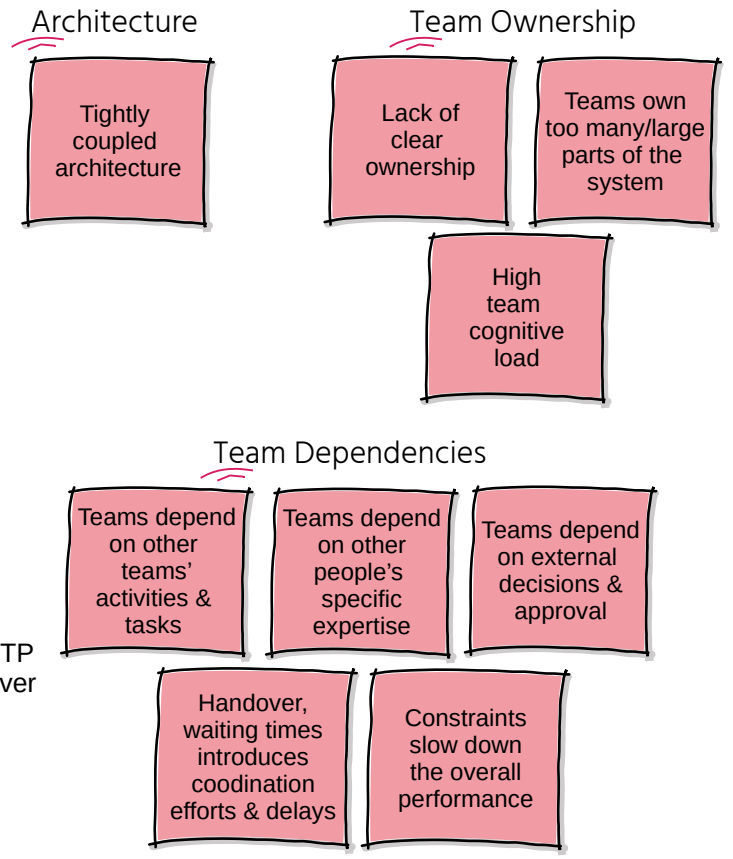 Architecture
Tightly
coupled
architecture
Team Ownership
Lack of
clear
ownership
Teams own
too many/large
parts of the
system
High
team
cognitive
load
Team Dependencies
Teams depend
on other
teams’
activities &
tasks
Teams depend
on other
people’s
specific
expertise
Teams depend
on external
decisions &
approval
TP
ver
Handover,
waiting times
introduces
coodination
efforts & delays
Constraints
slow down
the overall
performance